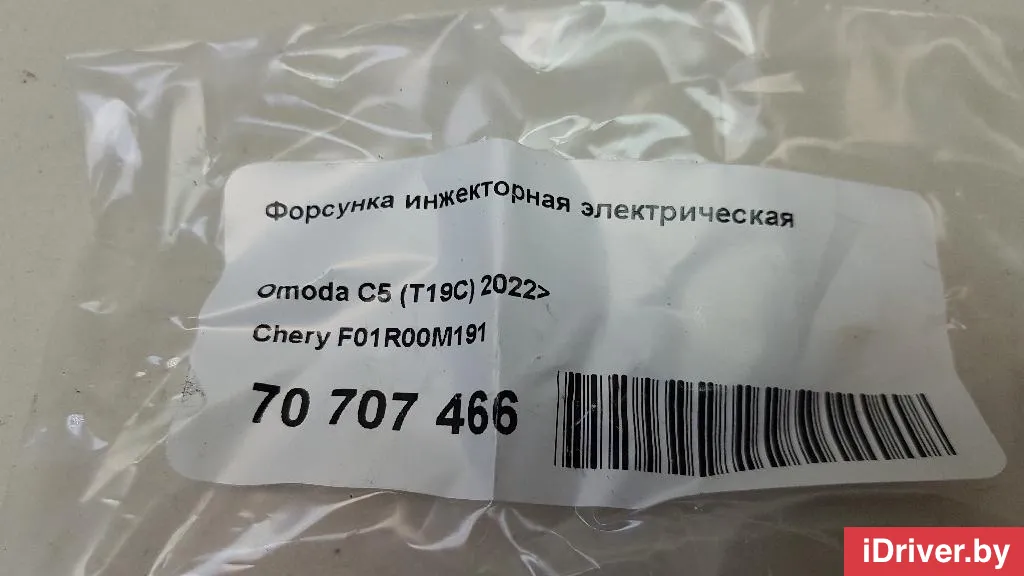 Форсунка инжекторная электрическая
Omoda C5 (T19C) 2022>
Chery F01R00M191
70 707 466
iDriver.by